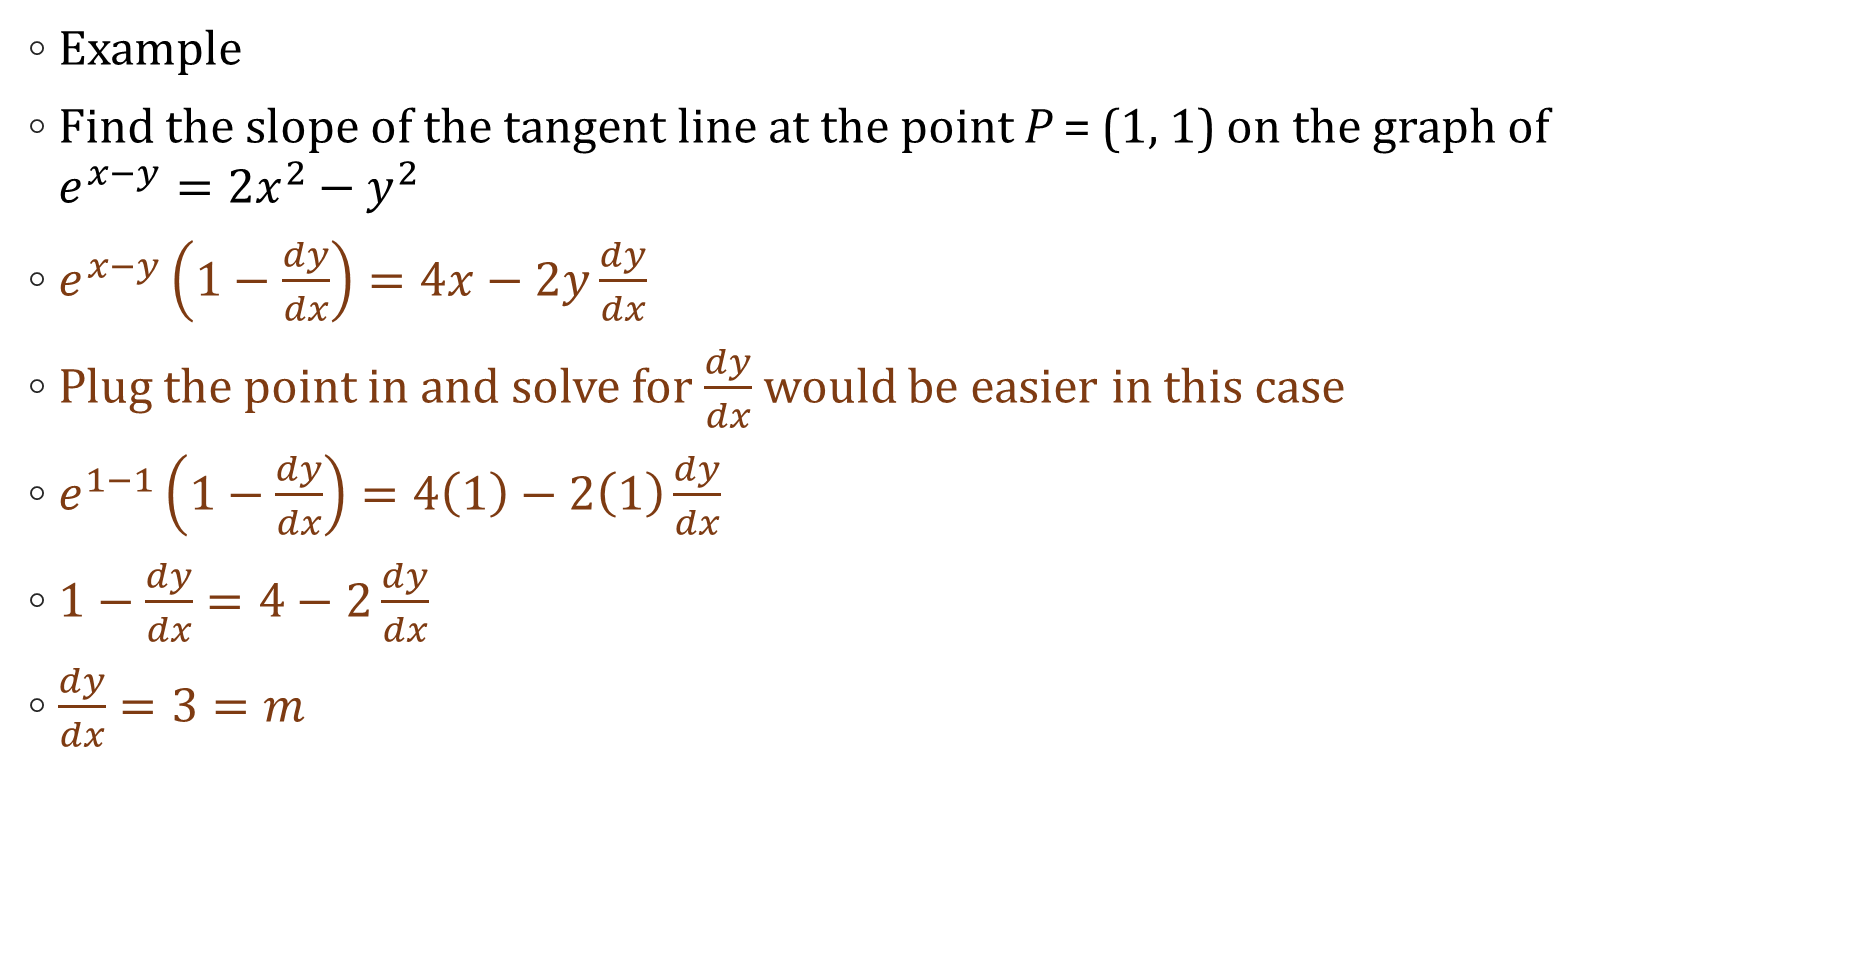 ◦ Example
◦ Find the slope of the tangent line at the point P = (1, 1) on the graph of
e^{x−y} = 2x² − y²
◦ e^{x−y} (1 − dy/dx) = 4x − 2y dy/dx
◦ Plug the point in and solve for dy/dx would be easier in this case
◦ e^{1−1} (1 − dy/dx) = 4(1) − 2(1) dy/dx
◦ 1 − dy/dx = 4 − 2 dy/dx
◦ dy/dx = 3 = m